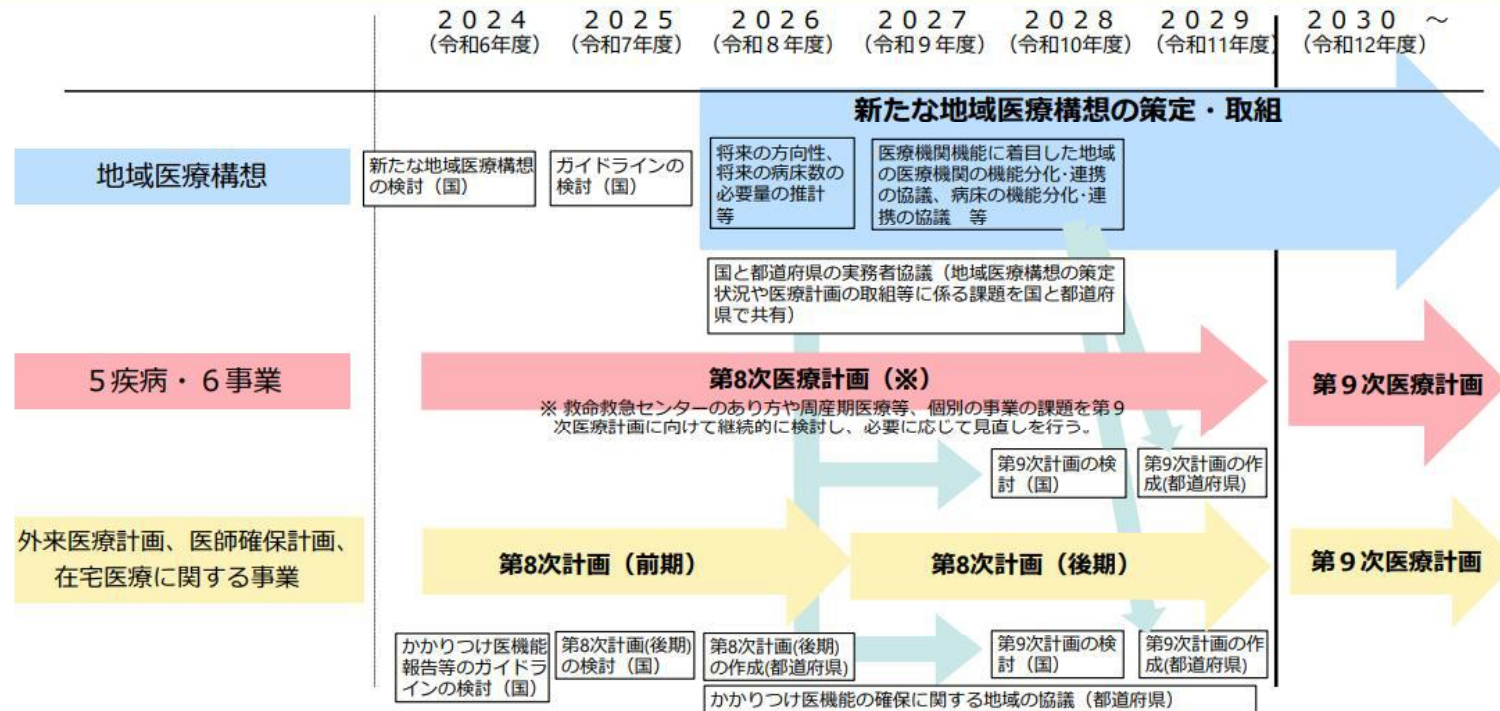 ２０２４ ２０２５ ２０２６ ２０２７ ２０２８ ２０２９ ２０３０ ～
（令和6年度） （令和７年度） （令和８年度） （令和９年度） （令和10年度） （令和11年度） （令和12年度）
新たな地域医療構想の策定・取組
地域医療構想
新たな地域医療構想
の検討（国）
ガイドラインの
検討（国）
将来の方向性、
将来の病床数の
必要量の推計
等
医療機関機能に着目した地域
の医療機関の機能分化･連携
の協議、病床の機能分化･連
携の協議　等
国と都道府県の実務者協議（地域医療構想の策定
状況や医療計画の取組等に係る課題を国と都道府
県で共有）
５疾病・６事業
第8次医療計画（※）
第９次医療計画
※ 救命救急センターのあり方や周産期医療等、個別の事業の課題を第９
次医療計画に向けて継続的に検討し、必要に応じて見直しを行う。
第9次計画の検
討（国）
第9次計画の作
成(都道府県)
外来医療計画、医師確保計画、
在宅医療に関する事業
第8次計画（前期）
第8次計画（後期）
第９次医療計画
かかりつけ医機能
報告等のガイドラ
インの検討（国）
第8次計画(後期)
の検討（国）
第8次計画(後期)
の作成(都道府県)
第9次計画の検
討（国）
第9次計画の作
成(都道府県)
かかりつけ医機能の確保に関する地域の協議（都道府県）